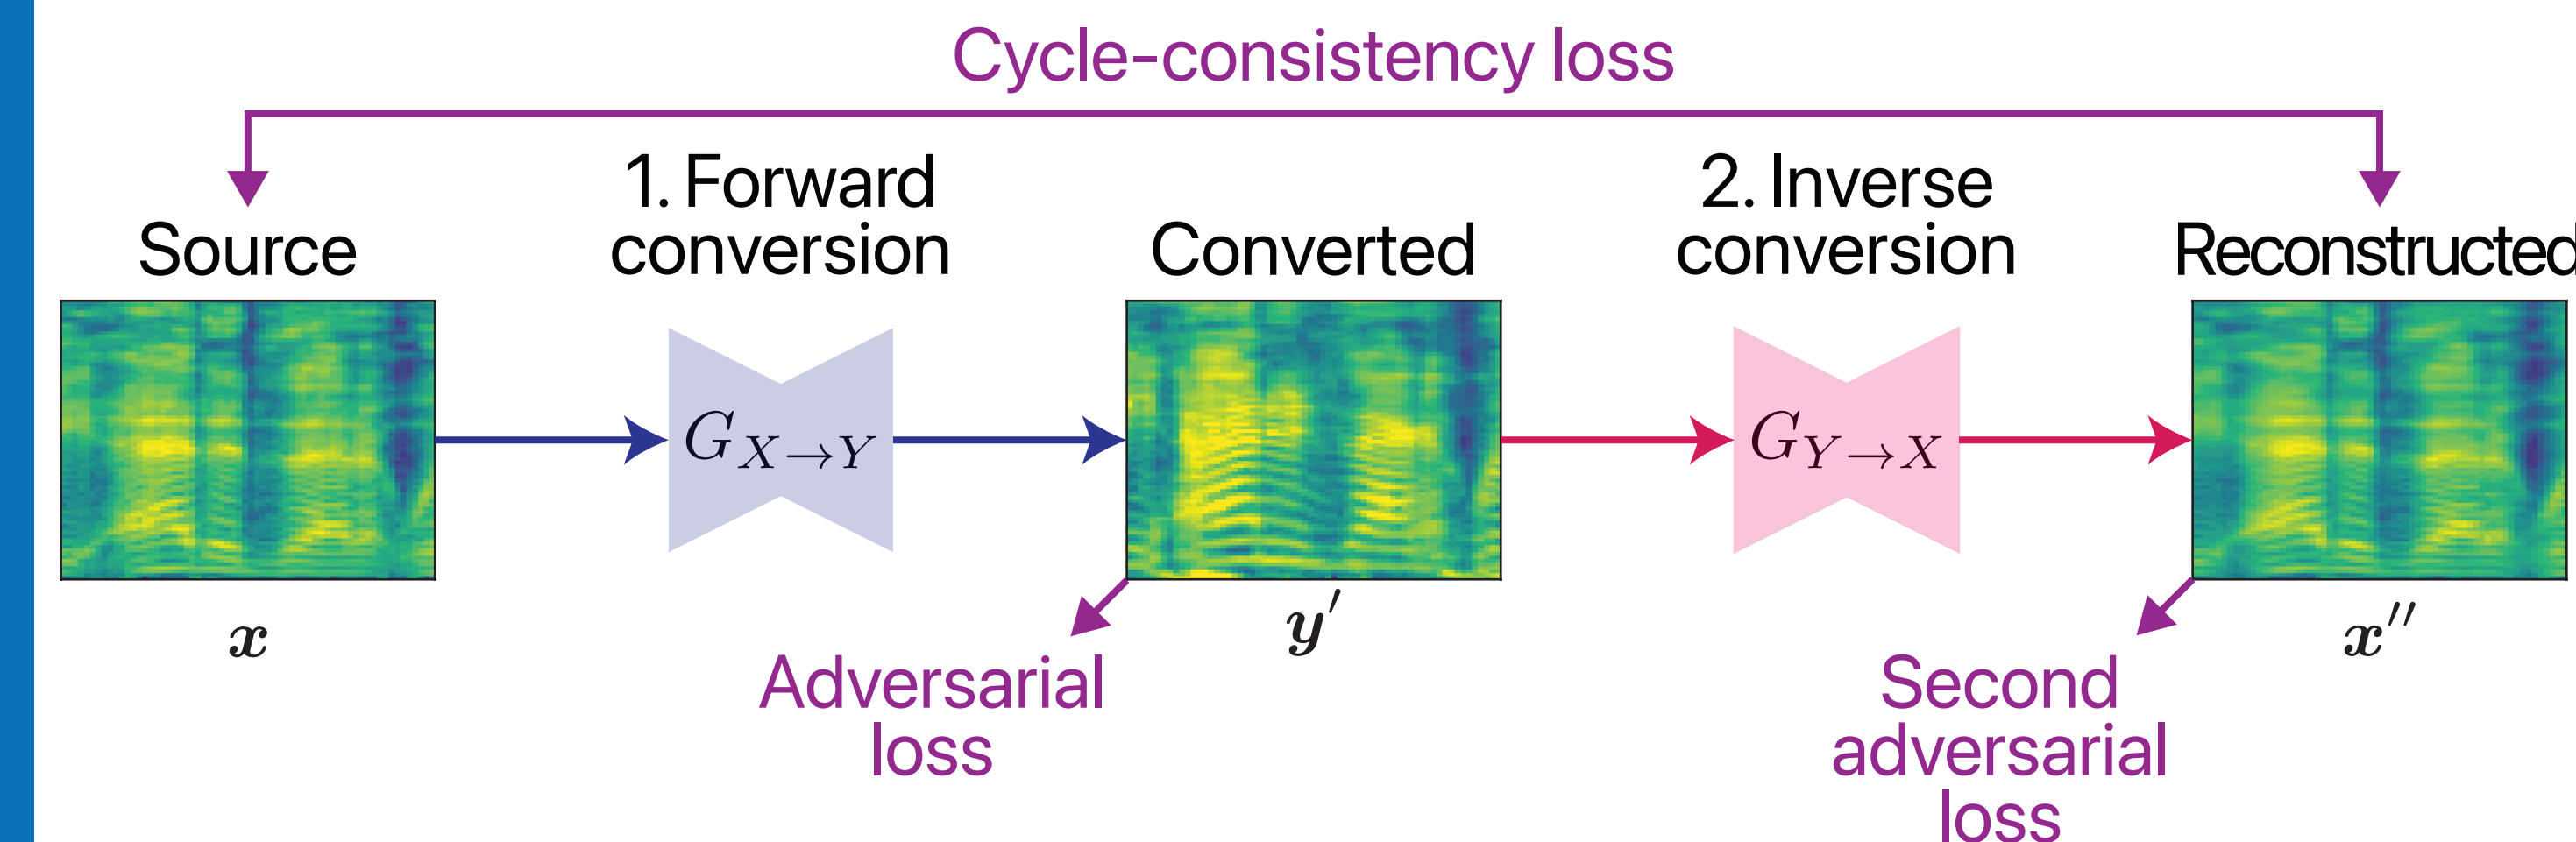 Cycle-consistency loss
1. Forward
conversion
2. Inverse
conversion
Source
Converted
Reconstructed
G_{X→Y}
G_{Y→X}
x
y′
x′′
Adversarial
loss
Second
adversarial
loss